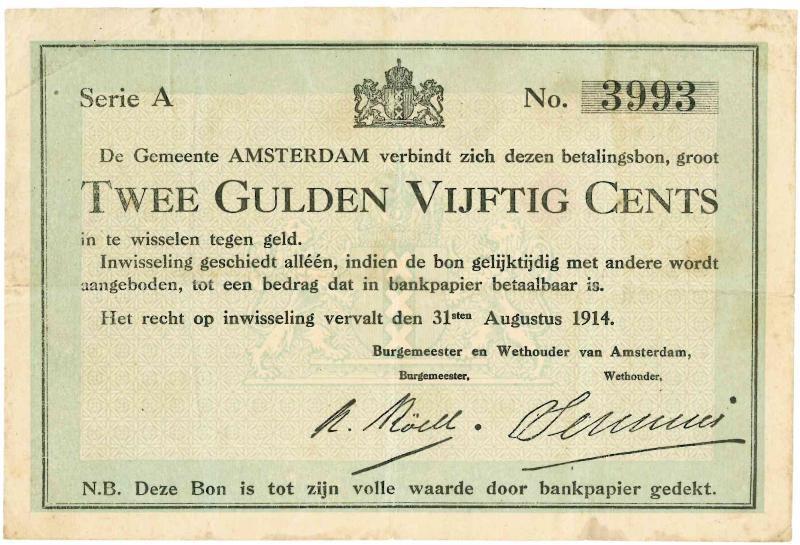 Serie A
No. 3993
De Gemeente AMSTERDAM verbindt zich dezen betalingsbon, groot
TWEE GULDEN VIJFTIG CENTS
in te wisselen tegen geld.
Inwisseling geschiedt alléén, indien de bon gelijktijdig met andere wordt
aangeboden, tot een bedrag dat in bankpapier betaalbaar is.
Het recht op inwisseling vervalt den 31sten Augustus 1914.
Burgemeester en Wethouder van Amsterdam,
Burgemeester, Wethouder,
Röell.
N.B. Deze Bon is tot zijn volle waarde door bankpapier gedekt.